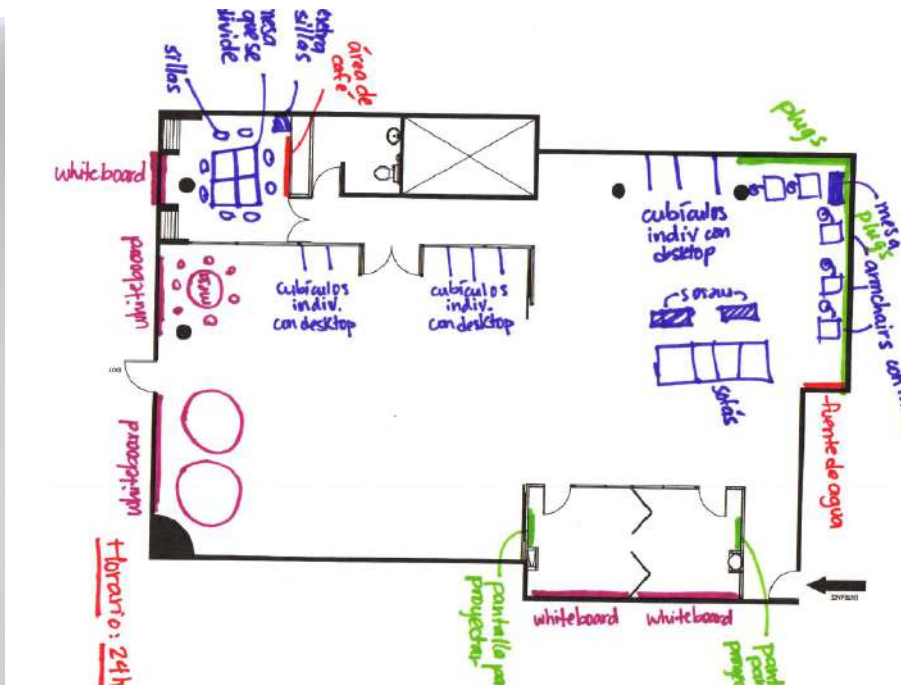 sillas
mesa
que se
divide
extra
sillas
área de
café
whiteboard
whiteboard
mesa
whiteboard
cubículos
indiv.
con desktop
cubículos
indiv.
con desktop
cubículos
indiv con
desktop
mesas
sofás
plugs
mesa
plugs
armchairs con
fuente de agua
whiteboard
whiteboard
pantalla
proyectar
Horario: 24h